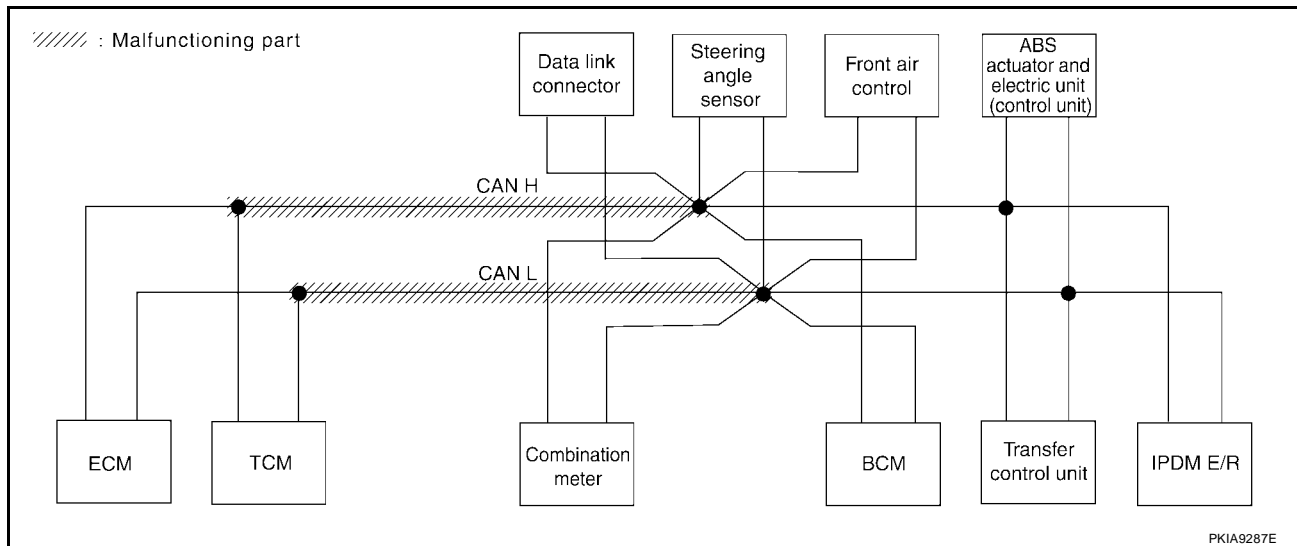 : Malfunctioning part
Data link
connector
Steering
angle
sensor
Front air
control
ABS
actuator and
electric unit
(control unit)
CAN H
CAN L
ECM
TCM
Combination
meter
BCM
Transfer
control unit
IPDM E/R
PKIA9287E